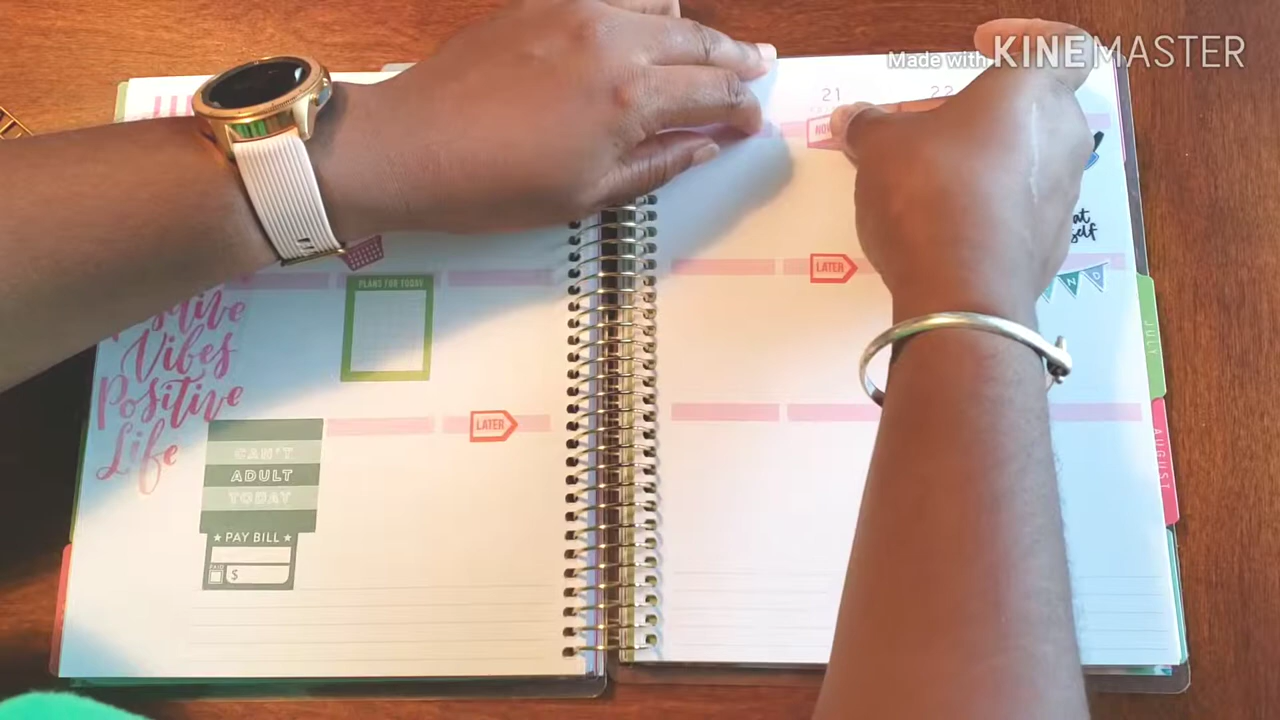 Made with KINEMASTER
21
22
NOW
LATER
PLANS FOR TODAY
Vibes
Positive
Life
LATER
CAN'T
ADULT
TODAY
★ PAY BILL ★
PAID
$
JULY
AUGUST